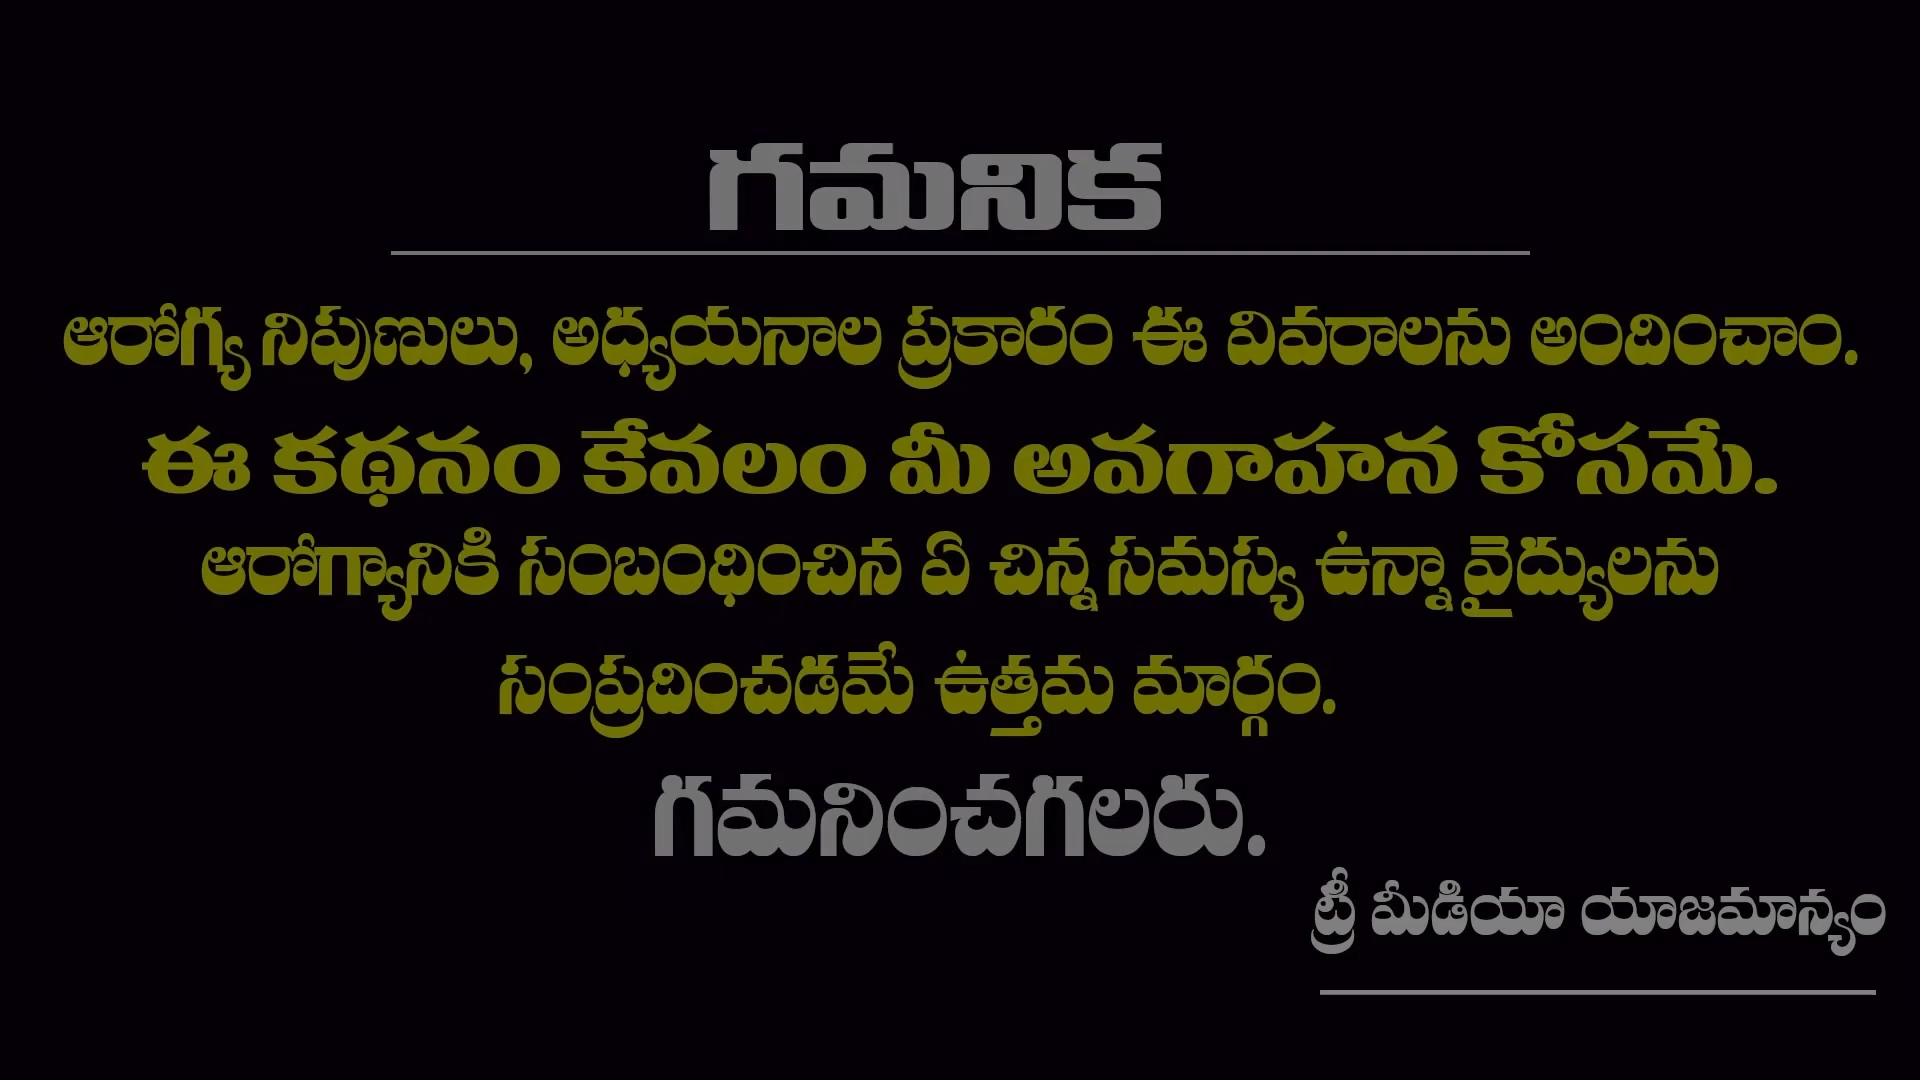 గమనిక
ఆరోగ్య నిపుణులు, అధ్యయనాల ప్రకారం ఈ వివరాలను అందించాం.
ఈ కథనం కేవలం మీ అవగాహన కోసమే.
ఆరోగ్యానికి సంబంధించిన ఏ చిన్న సమస్య ఉన్నా వైద్యులను
సంప్రదించడమే ఉత్తమ మార్గం.
గమనించగలరు.
ట్రీ మీడియా యాజమాన్యం